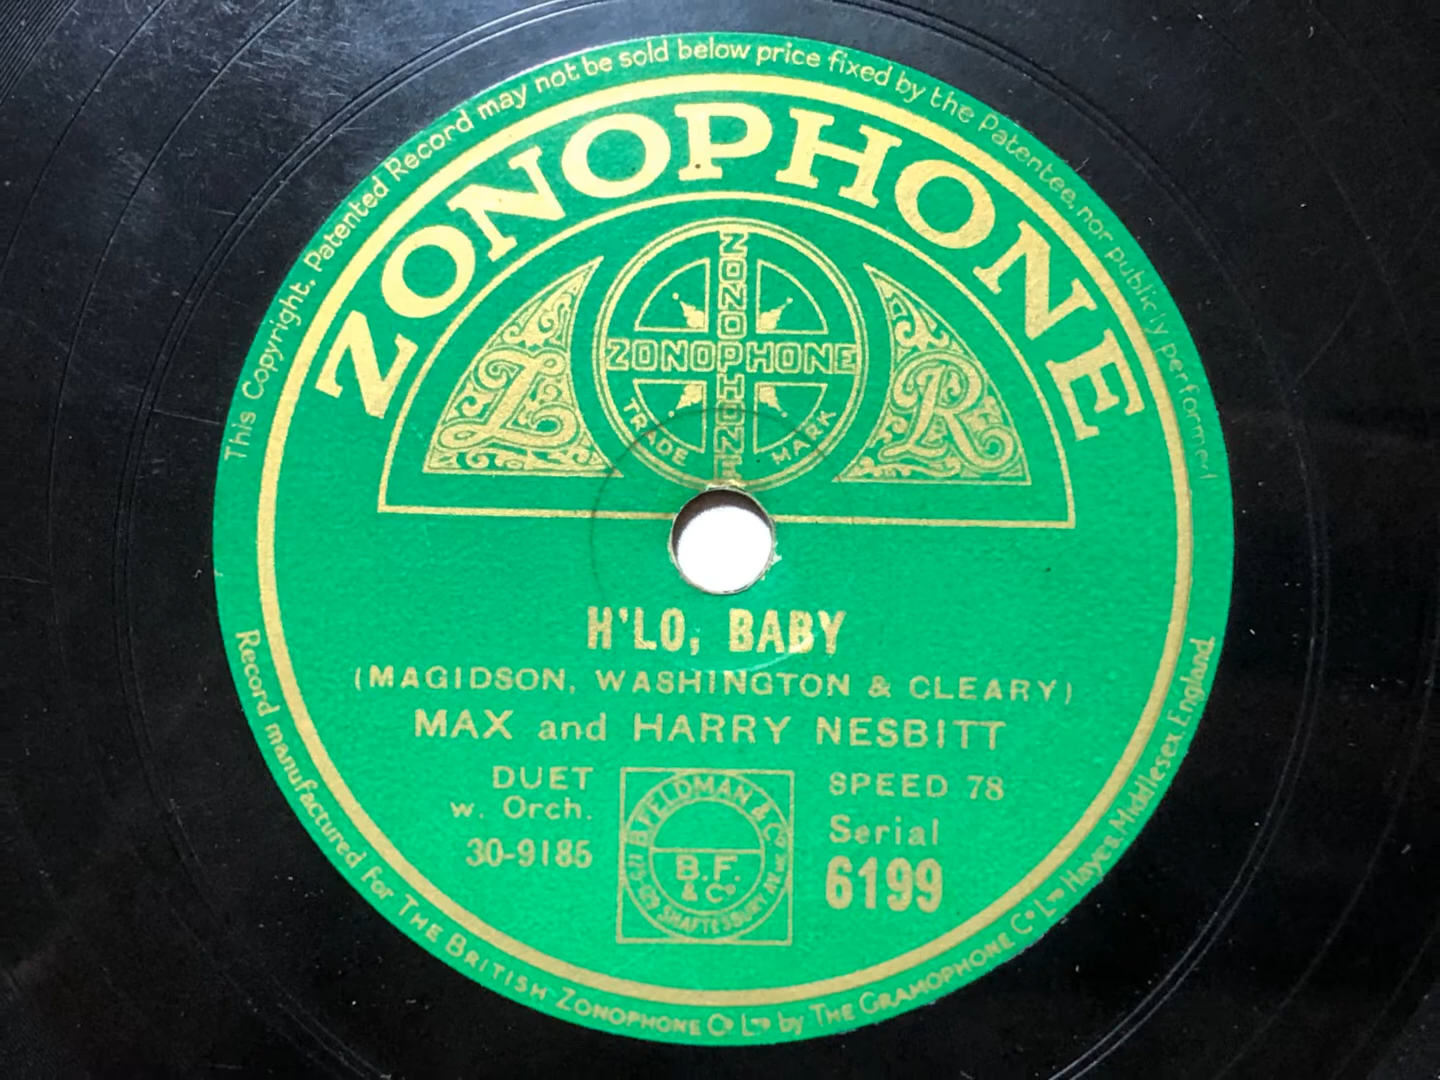 This Copyright. Patented Record may not be sold below price fixed by the Patentee, nor publicly performed
ZONOPHONE
ZONOPHONE
ZONOPHONE
TRADE MARK
Z
R
H'LO, BABY
(MAGIDSON, WASHINGTON & CLEARY)
MAX and HARRY NESBITT
DUET
w. Orch.
30-9185
B. FELDMAN & Co
B.F.
& Co
SHAFTESBURY AV.
SPEED 78
Serial
6199
Record manufactured for THE BRITISH ZONOPHONE Co LTD by THE GRAMOPHONE Co LTD Hayes, Middlesex, England.